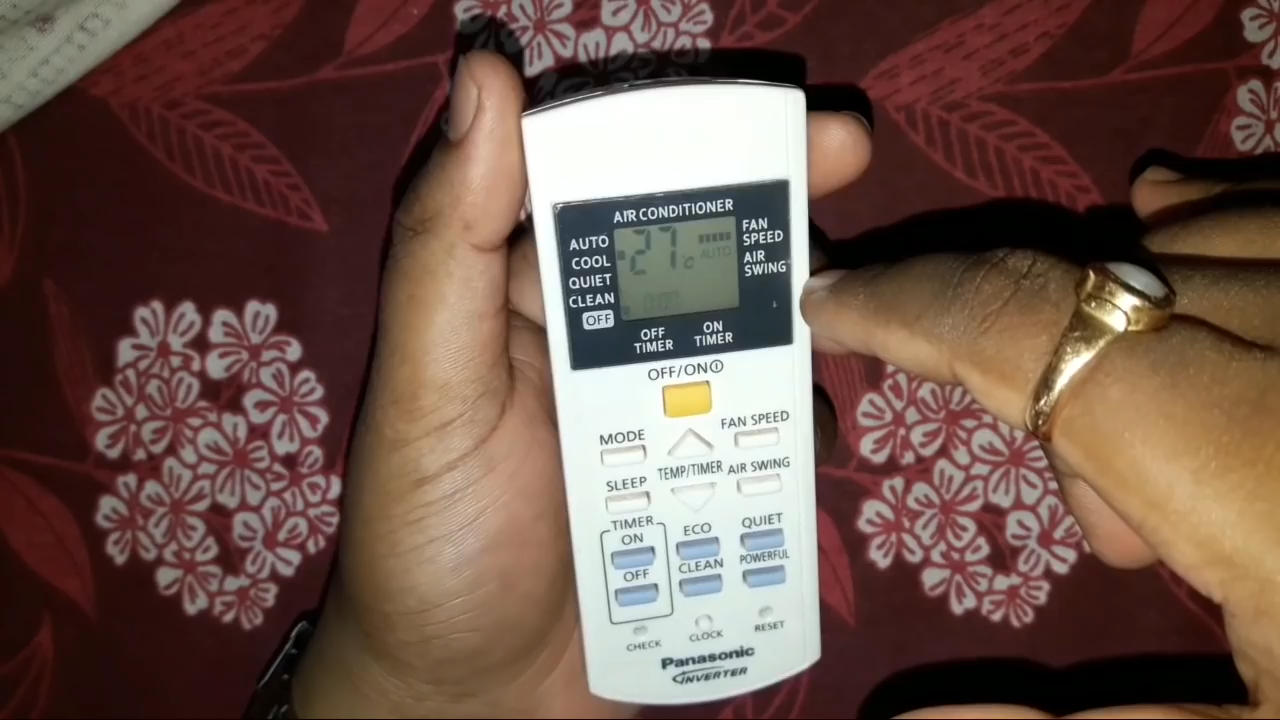 AIR CONDITIONER
AUTO
COOL
QUIET
CLEAN
OFF
27°C
AUTO
FAN
SPEED
AIR
SWING
OFF
TIMER
ON
TIMER
OFF/ON
MODE
FAN SPEED
TEMP/TIMER
SLEEP
AIR SWING
TIMER
ON
ECO
QUIET
OFF
CLEAN
POWERFUL
CHECK
CLOCK
RESET
Panasonic
INVERTER